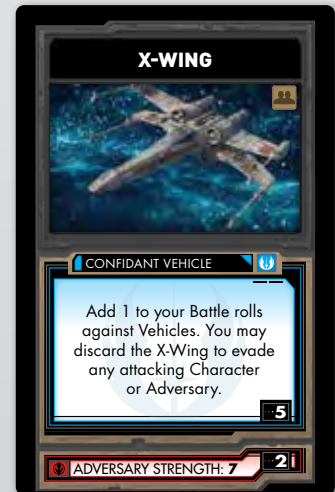 X-WING
CONFIDANT VEHICLE
Add 1 to your Battle rolls
against Vehicles. You may
discard the X-Wing to evade
any attacking Character
or Adversary.
5
ADVERSARY STRENGTH: 7
2